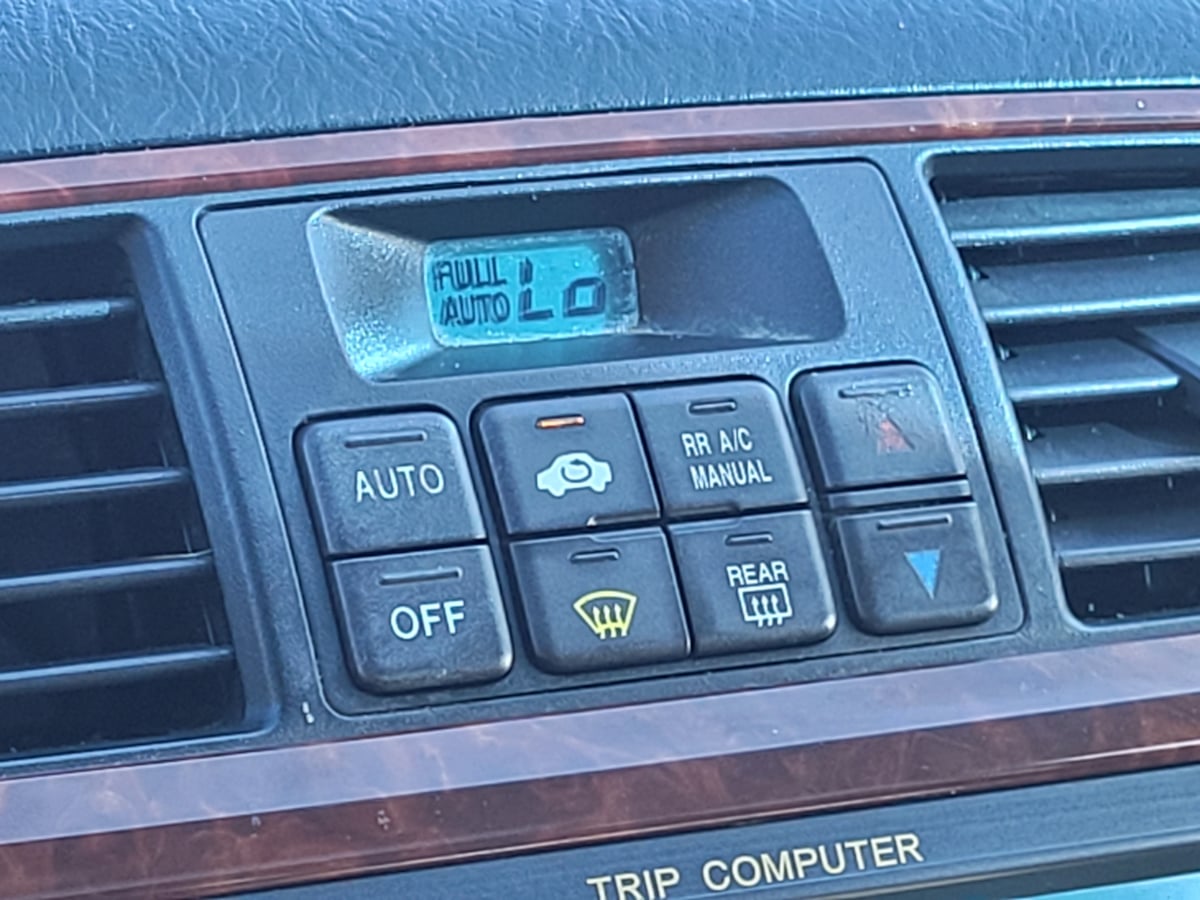 FULL
AUTO Lo
AUTO
RR A/C
MANUAL
OFF
REAR
TRIP COMPUTER